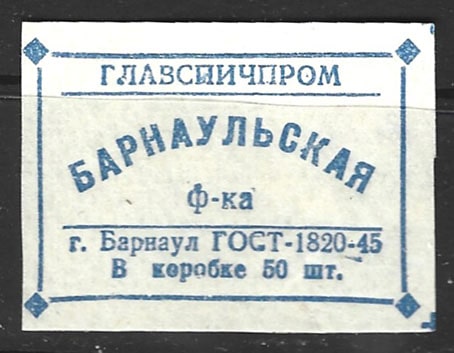 ГЛАВСПИЧПРОМ
БАРНАУЛЬСКАЯ
ф-ка
г. Барнаул ГОСТ-1820-45
В коробке 50 шт.